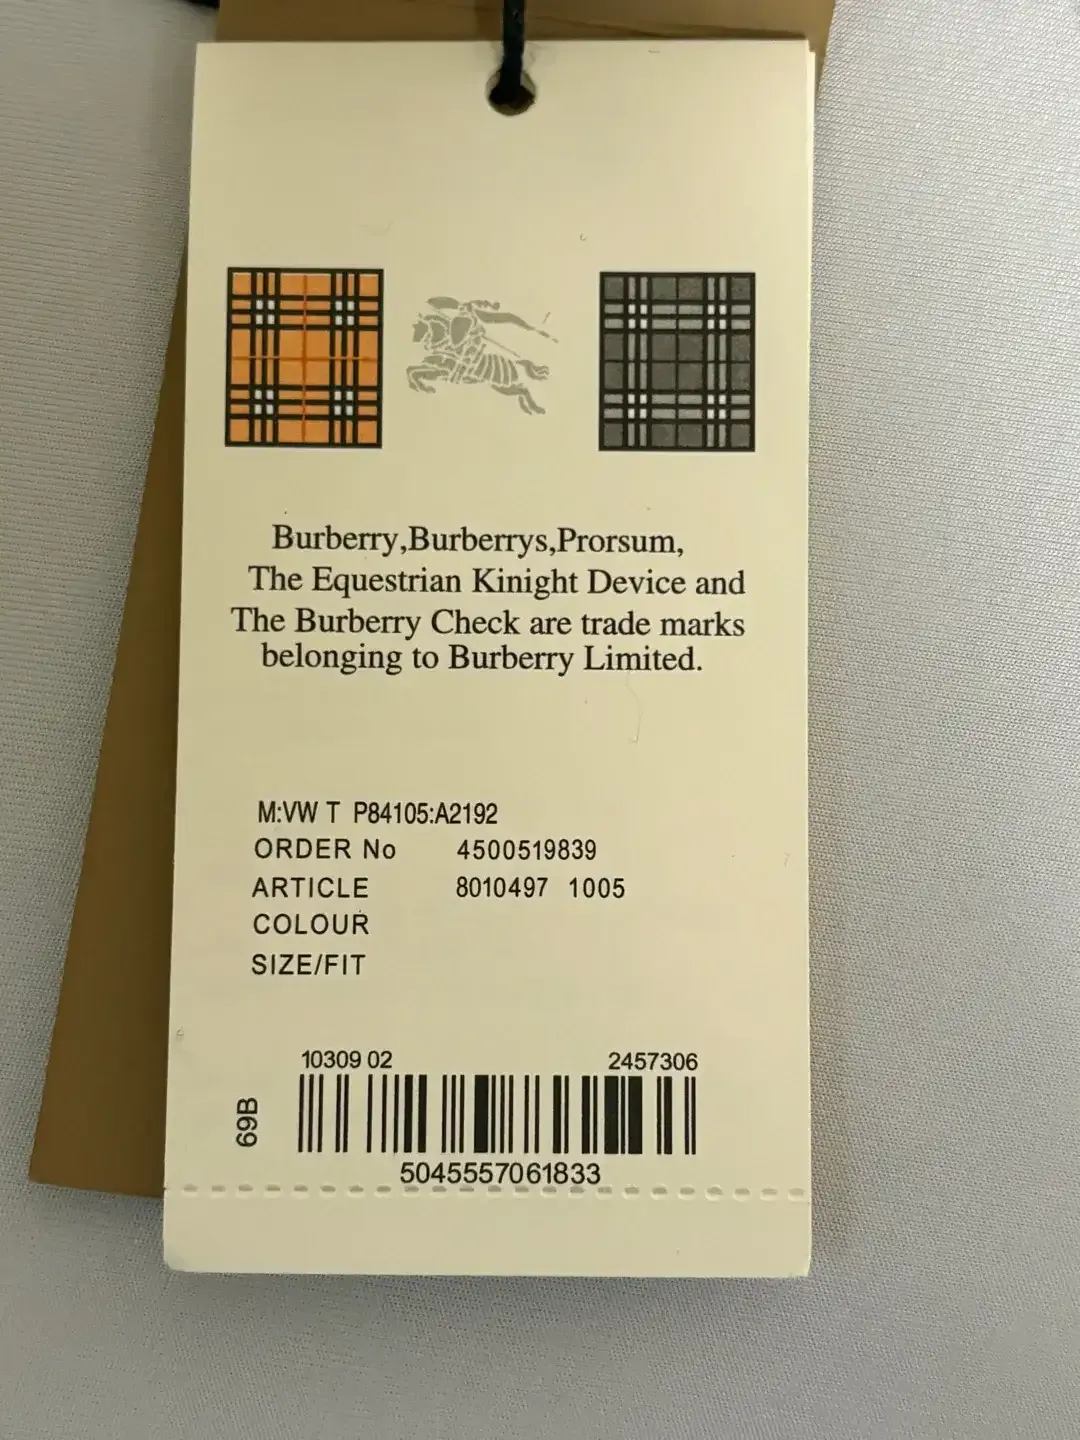 Burberry,Burberrys,Prorsum,
The Equestrian Kinight Device and
The Burberry Check are trade marks
belonging to Burberry Limited.
M:VW T P84105:A2192
ORDER No 4500519839
ARTICLE 8010497 1005
COLOUR
SIZE/FIT
10309 02 2457306
69B
5045557061833